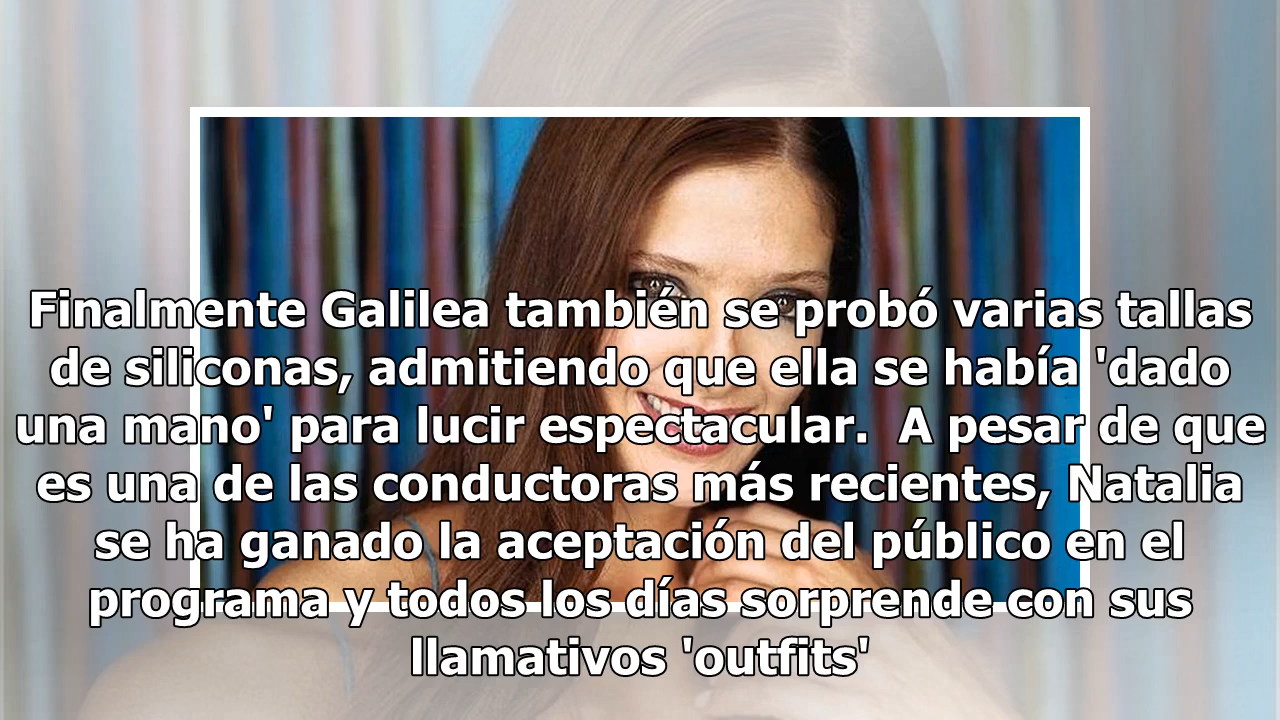 Finalmente Galilea también se probó varias tallas
de siliconas, admitiendo que ella se había 'dado
una mano' para lucir espectacular.  A pesar de que
es una de las conductoras más recientes, Natalia
se ha ganado la aceptación del público en el
programa y todos los días sorprende con sus
llamativos 'outfits'